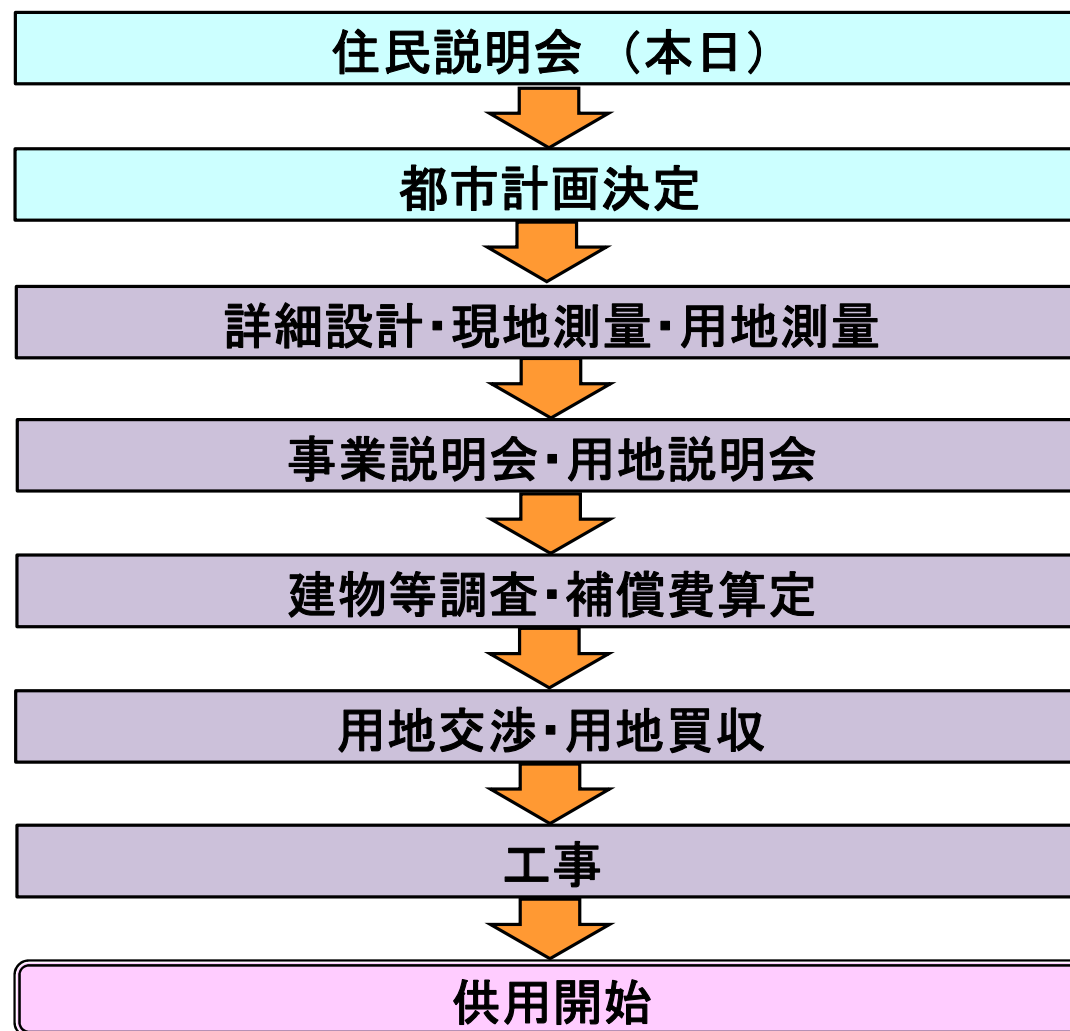 住民説明会 （本日）
都市計画決定
詳細設計･現地測量･用地測量
事業説明会･用地説明会
建物等調査･補償費算定
用地交渉･用地買収
工事
供用開始